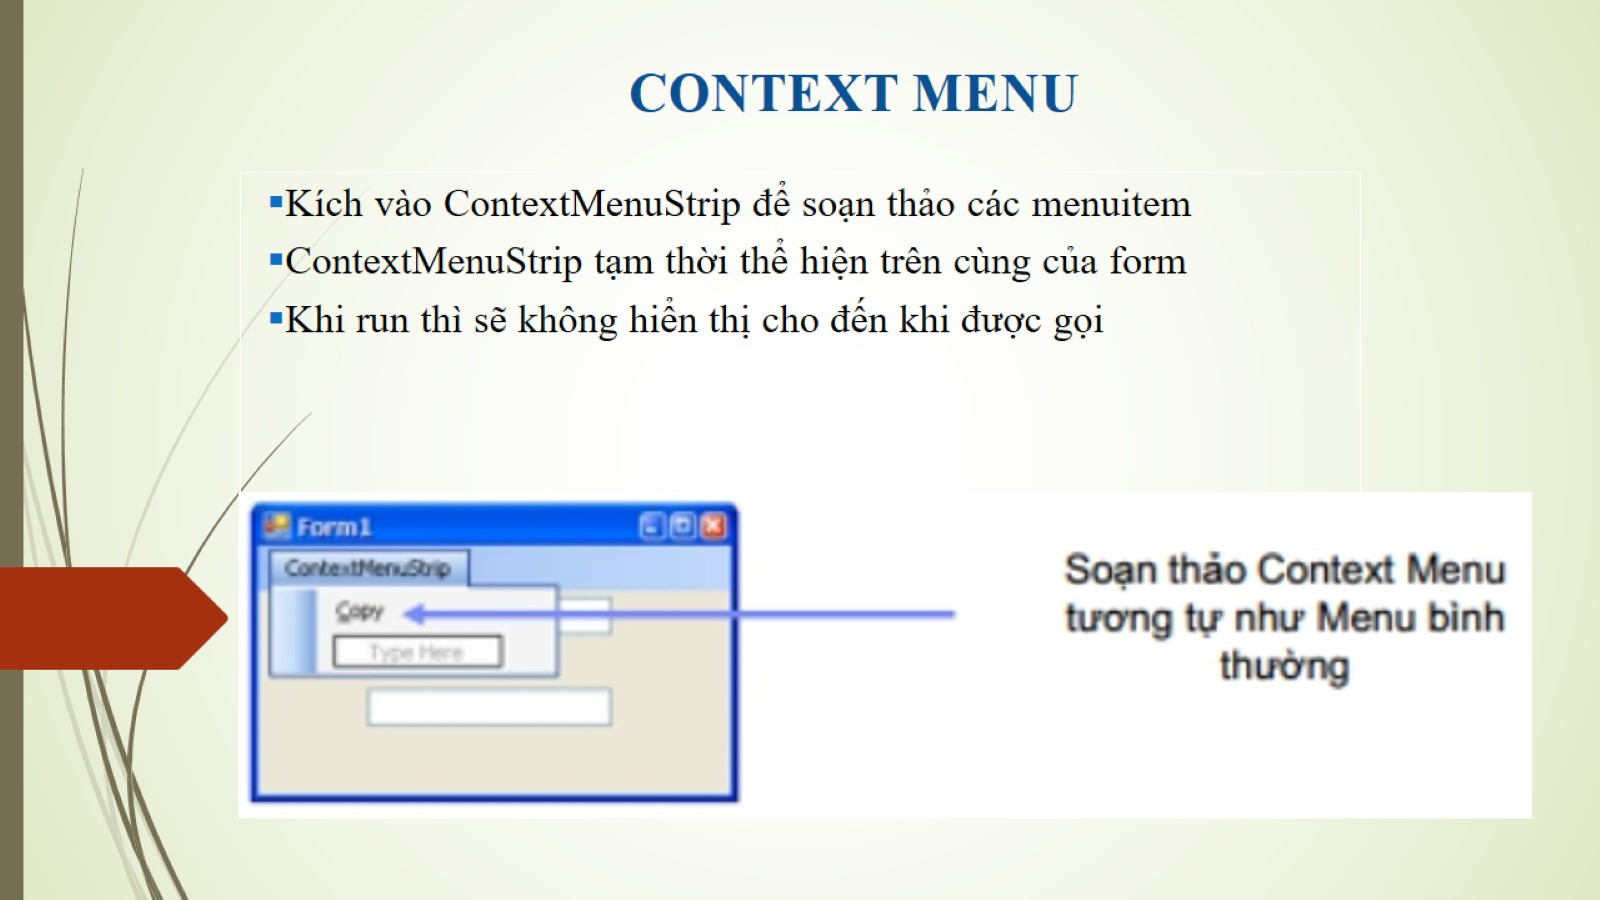 CONTEXT MENU
Kích vào ContextMenuStrip để soạn thảo các menuitem
ContextMenuStrip tạm thời thể hiện trên cùng của form
Khi run thì sẽ không hiển thị cho đến khi được gọi
Form1
ContextMenuStrip
Copy
Type Here
Soạn thảo Context Menu
tương tự như Menu bình
thường